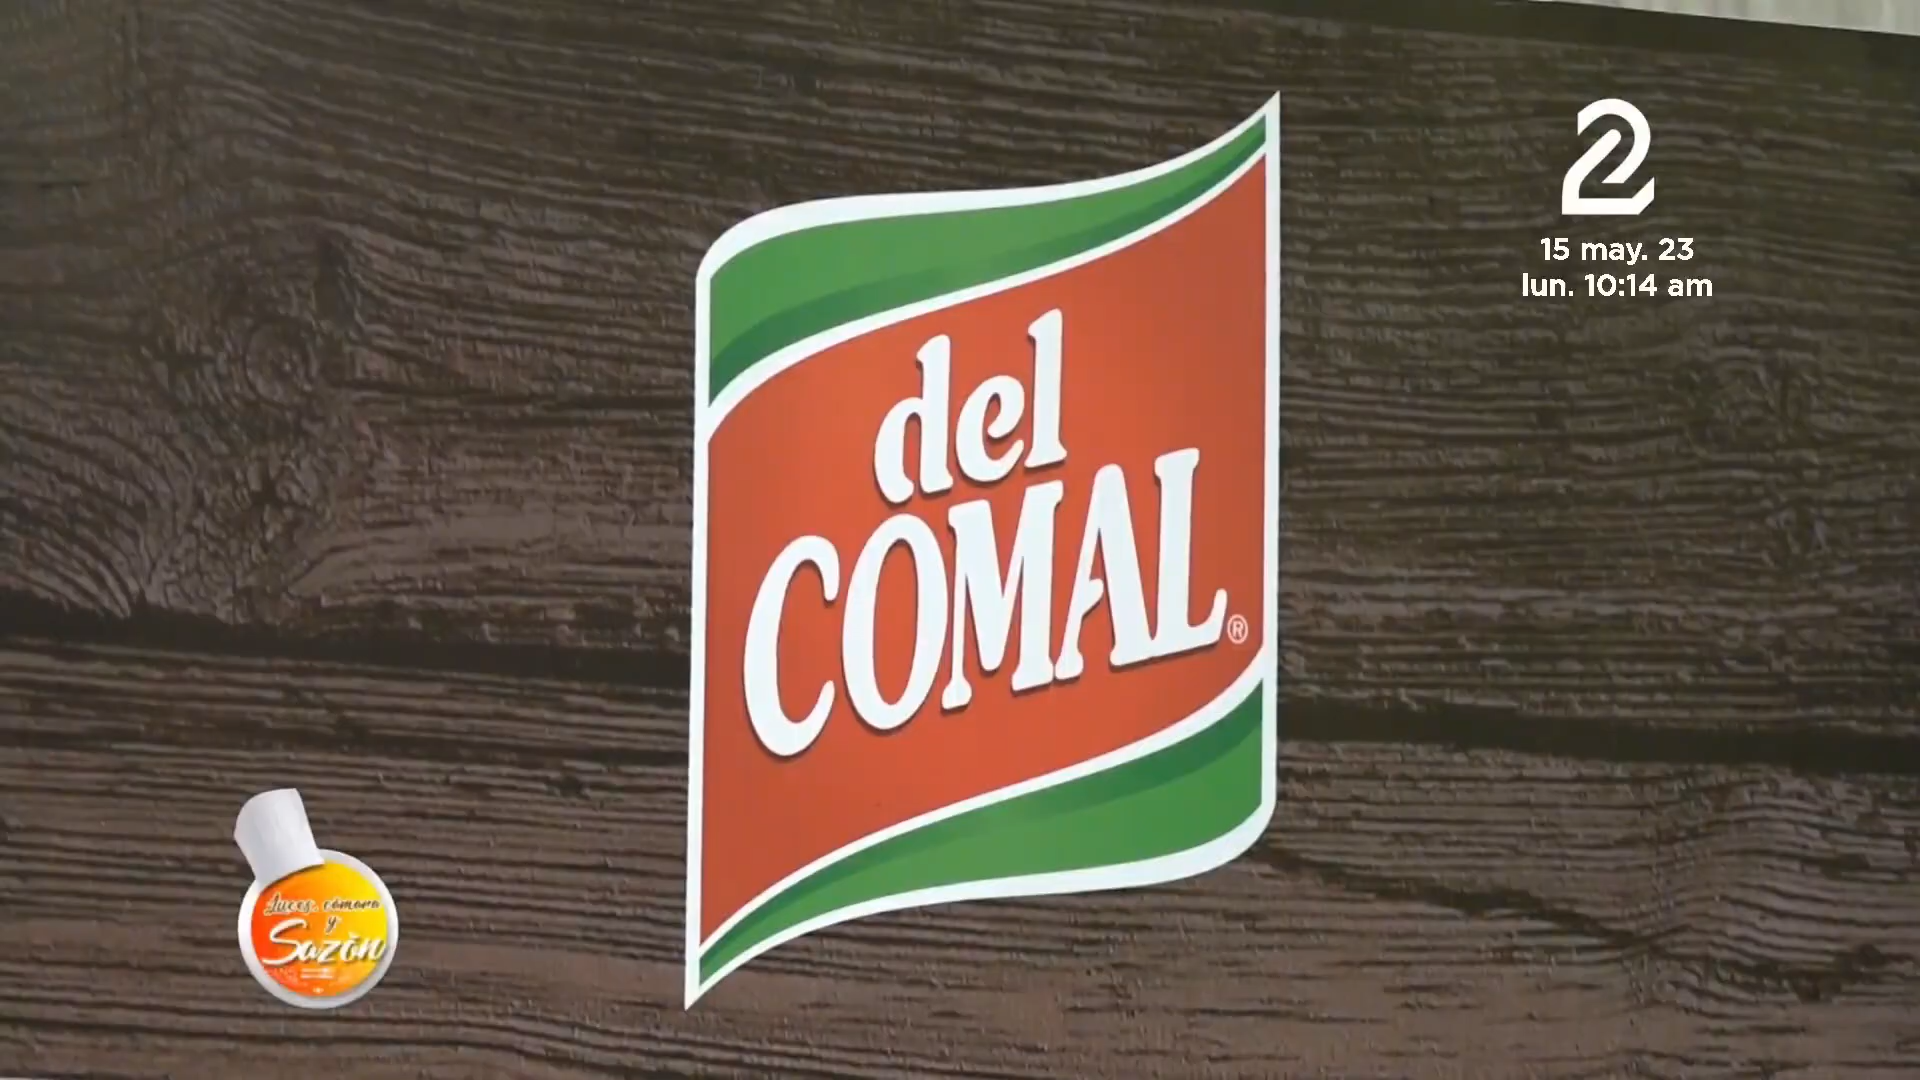 del
COMAL®
2
15 may. 23
lun. 10:14 am
Luces, cámara
y
Sazón